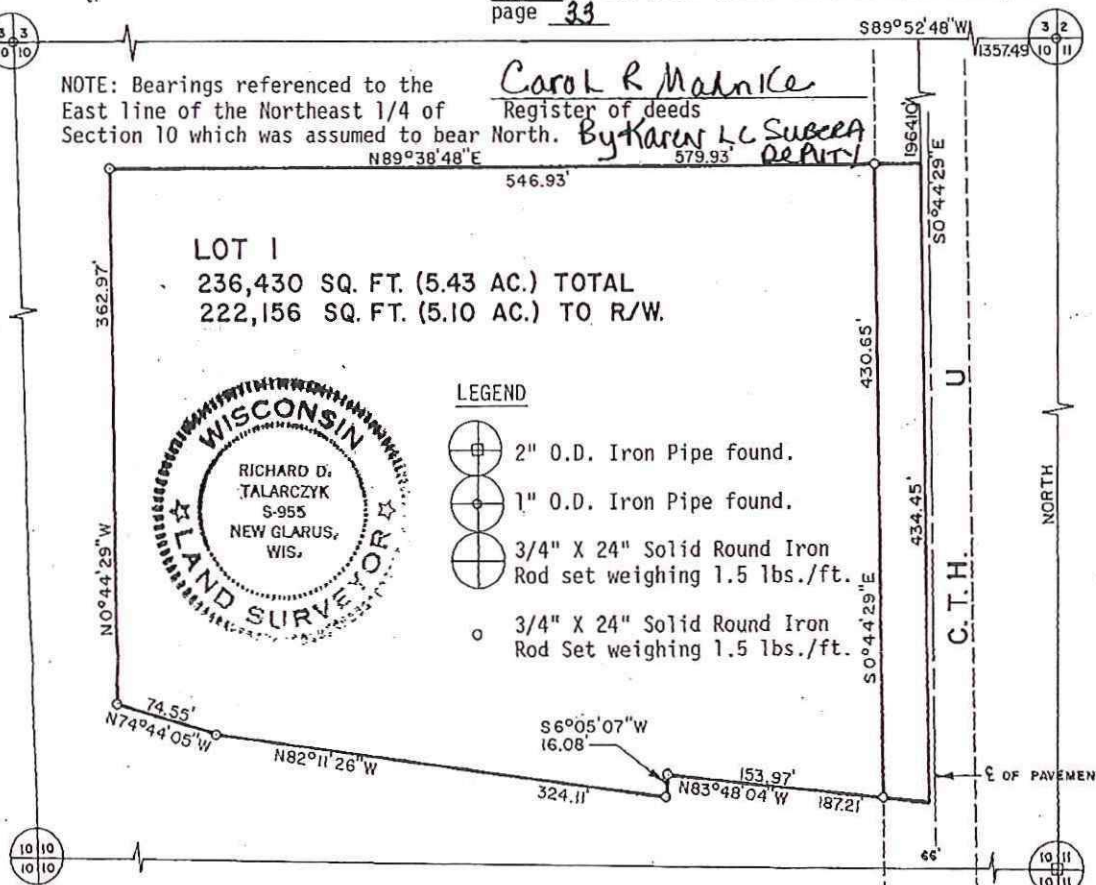 page 33
S89°52'48"W
3 3
10 10
3 2
10 11
1357.49
NOTE: Bearings referenced to the
East line of the Northeast 1/4 of
Section 10 which was assumed to bear North.
Carol R
Register of deeds
By Karen LC SUBERA
DEPUTY
N89°38'48"E
579.93'
546.93'
1964.10'
S0°44'29"E
LOT 1
236,430 SQ. FT. (5.43 AC.) TOTAL
222,156 SQ. FT. (5.10 AC.) TO R/W.
362.97'
N0°44'29"W
430.65'
S0°44'29"E
434.45'
C.T.H. U
NORTH
WISCONSIN
RICHARD D.
TALARCZYK
S-955
NEW GLARUS,
WIS.
LAND SURVEYOR
LEGEND
2" O.D. Iron Pipe found.
1" O.D. Iron Pipe found.
3/4" X 24" Solid Round Iron
Rod set weighing 1.5 lbs./ft.
3/4" X 24" Solid Round Iron
Rod Set weighing 1.5 lbs./ft.
74.55'
N74°44'05"W
N82°11'26"W
324.11'
S6°05'07"W
16.08'
153.97'
N83°48'04"W
187.21'
℄ OF PAVEMEN
66'
10 10
10 10
10 11
10 11